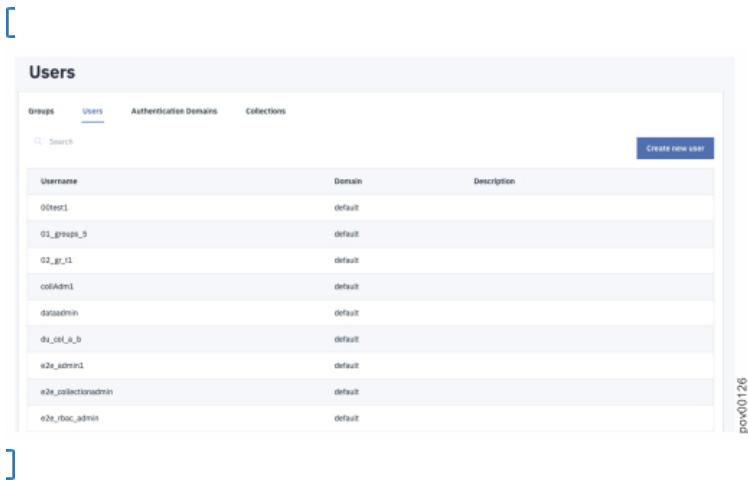 Users
Groups Users Authentication Domains Collections
Search
Create new user
Username Domain Description
00test1 default
01_groups_5 default
02_gr_t1 default
collAdm1 default
dataadmin default
du_col_a_b default
e2e_admin1 default
e2e_collectionadmin default
e2e_rbac_admin default
pov00126